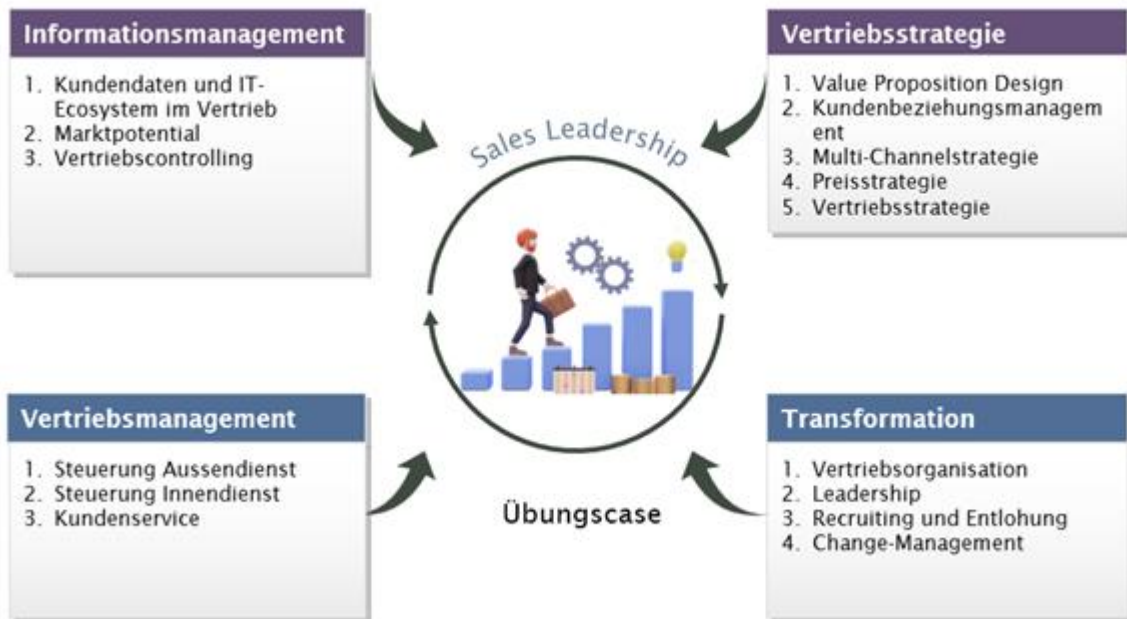 Informationsmanagement
1. Kundendaten und IT-
Ecosystem im Vertrieb
2. Marktpotential
3. Vertriebscontrolling
Vertriebsstrategie
1. Value Proposition Design
2. Kundenbeziehungsmanagem
ent
3. Multi-Channelstrategie
4. Preisstrategie
5. Vertriebsstrategie
Sales Leadership
Vertriebsmanagement
1. Steuerung Aussendienst
2. Steuerung Innendienst
3. Kundenservice
Übungscase
Transformation
1. Vertriebsorganisation
2. Leadership
3. Recruiting und Entlohung
4. Change-Management